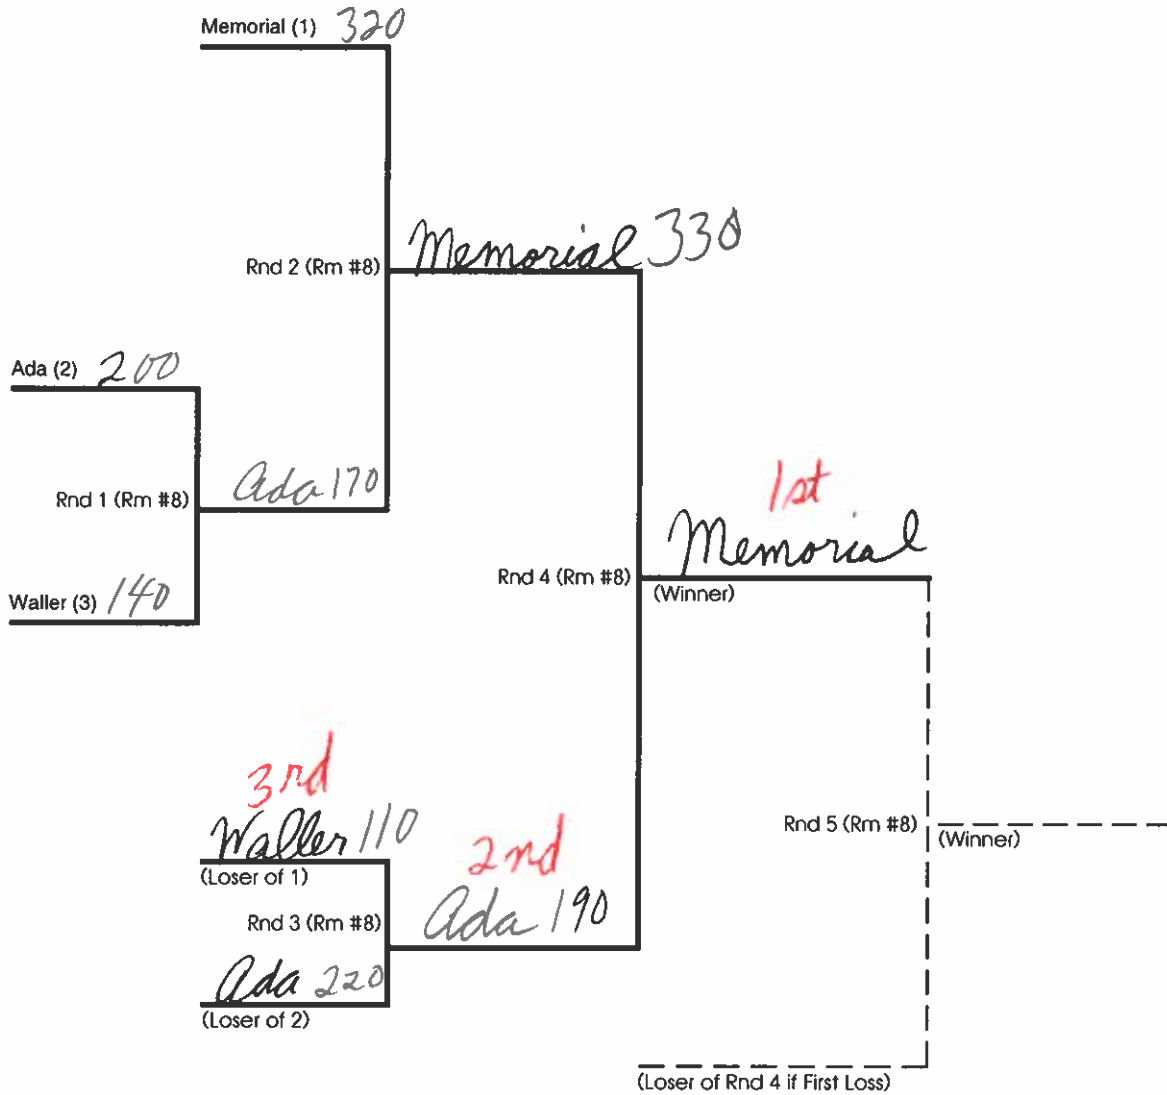 Memorial (1) 320
Rnd 2 (Rm #8)
Memorial 330
Ada (2) 200
Rnd 1 (Rm #8)
Ada 170
1st
Memorial
Rnd 4 (Rm #8)
(Winner)
Waller (3) 140
3rd
Waller 110
(Loser of 1)
2nd
Rnd 5 (Rm #8)
(Winner)
Rnd 3 (Rm #8)
Ada 190
Ada 220
(Loser of 2)
(Loser of Rnd 4 if First Loss)